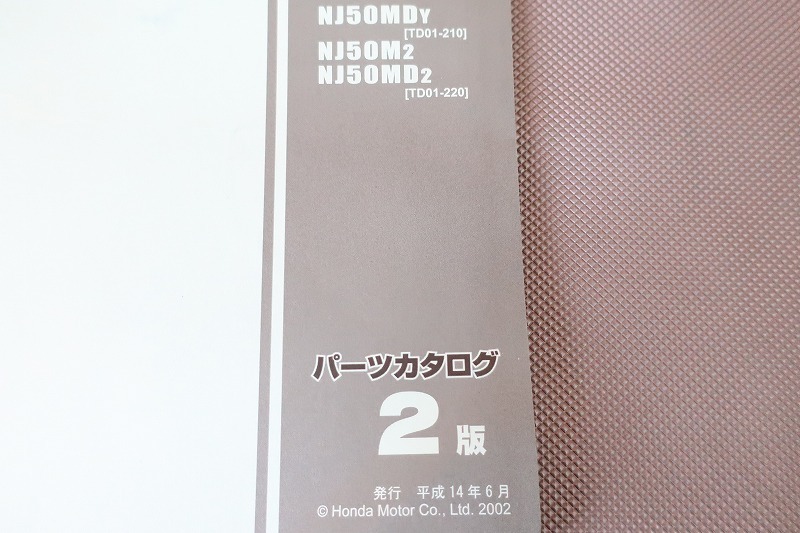 NJ50MDY
[TD01-210]
NJ50M2
NJ50MD2
[TD01-220]
パーツカタログ
2版
発行 平成14年6月
© Honda Motor Co., Ltd. 2002